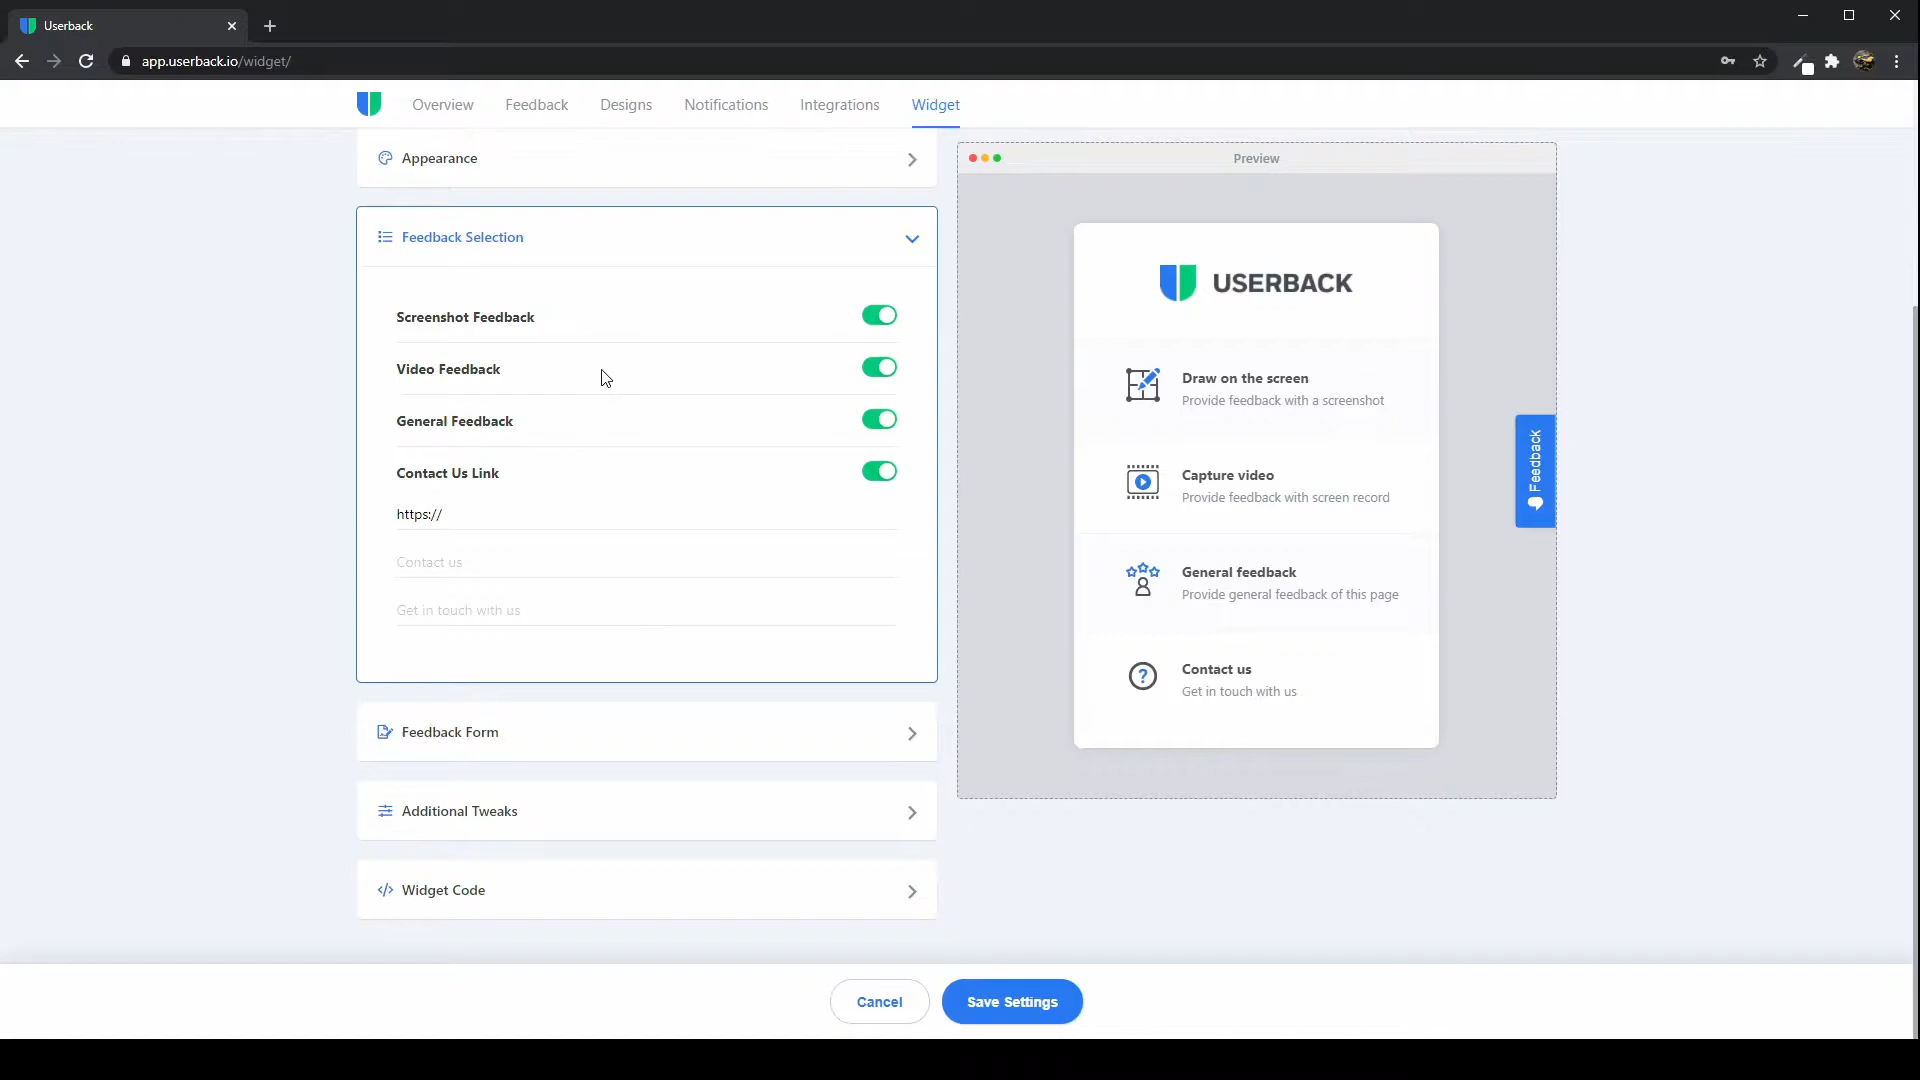 Userback
app.userback.io/widget/
Overview
Feedback
Designs
Notifications
Integrations
Widget
Appearance
Feedback Selection
Screenshot Feedback
Video Feedback
General Feedback
Contact Us Link
https://
Contact us
Get in touch with us
Feedback Form
Additional Tweaks
Widget Code
Preview
USERBACK
Draw on the screen
Provide feedback with a screenshot
Capture video
Provide feedback with screen record
General feedback
Provide general feedback of this page
Contact us
Get in touch with us
Feedback
Cancel
Save Settings